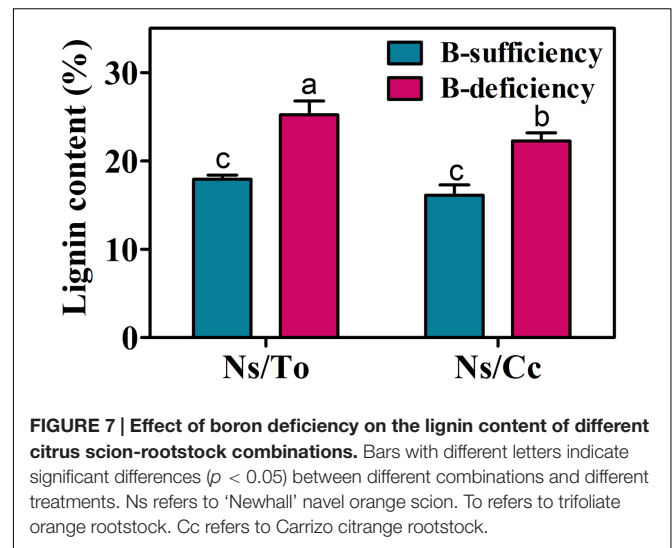 B-sufficiency
B-deficiency
Lignin content (%)
30
20
10
0
c
a
c
b
Ns/To
Ns/Cc
FIGURE 7 | Effect of boron deficiency on the lignin content of different
citrus scion-rootstock combinations. Bars with different letters indicate
significant differences (p < 0.05) between different combinations and different
treatments. Ns refers to ‘Newhall’ navel orange scion. To refers to trifoliate
orange rootstock. Cc refers to Carrizo citrange rootstock.